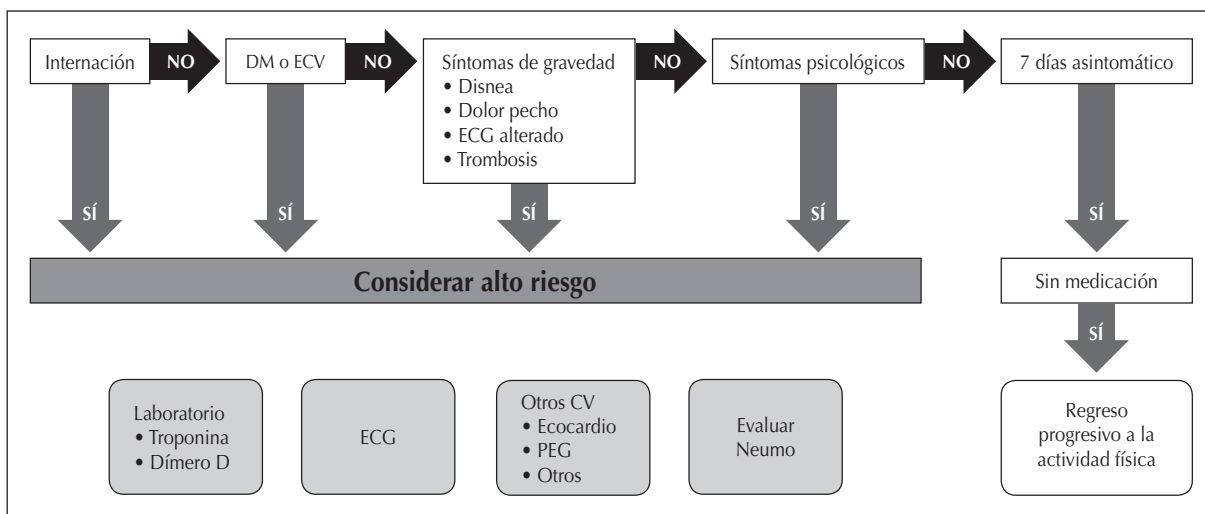 Internación
NO
DM o ECV
NO
Síntomas de gravedad
• Disnea
• Dolor pecho
• ECG alterado
• Trombosis
NO
Síntomas psicológicos
NO
7 días asintomático
SÍ
SÍ
SÍ
SÍ
SÍ
Considerar alto riesgo
Sin medicación
SÍ
Laboratorio
• Troponina
• Dímero D
ECG
Otros CV
• Ecocardio
• PEG
• Otros
Evaluar
Neumo
Regreso
progresivo a la
actividad física